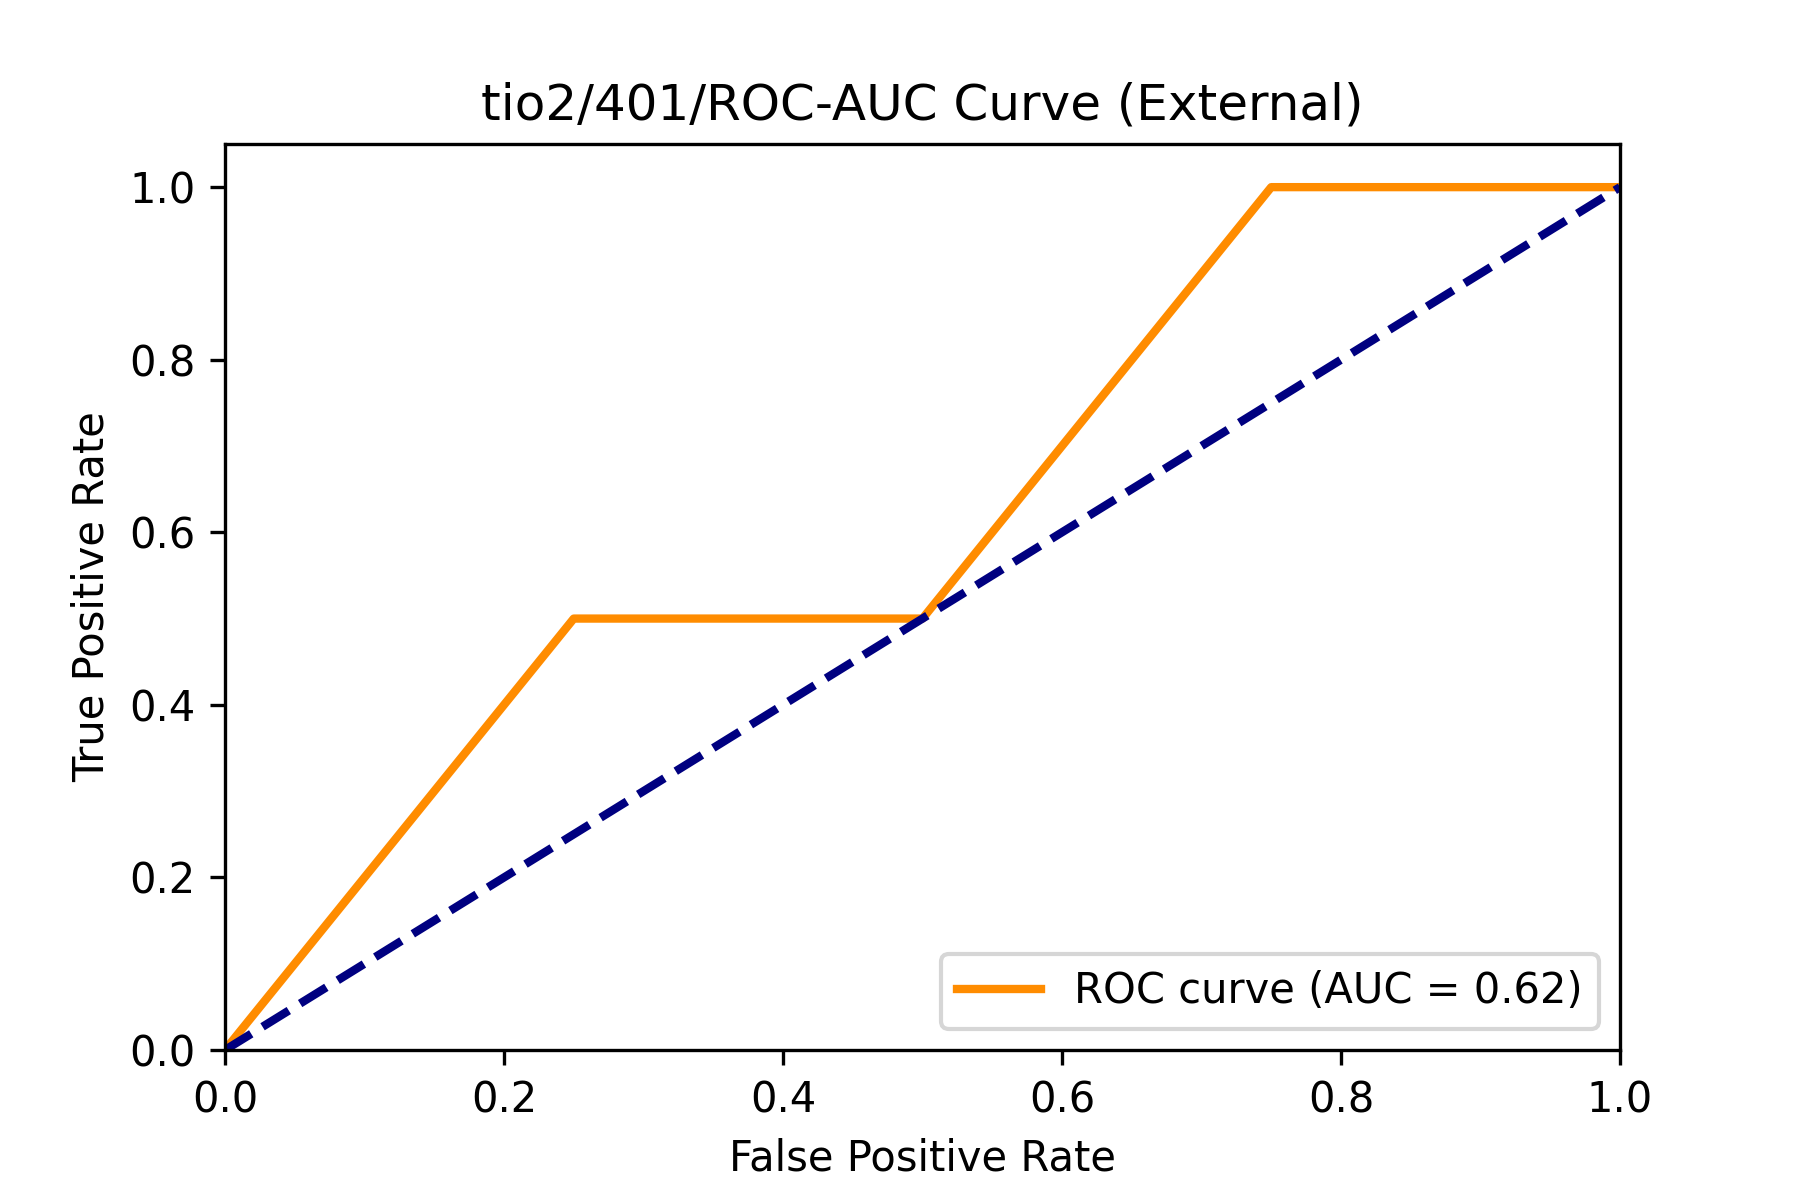 tio2/401/ROC-AUC Curve (External)
1.0
0.8
0.6
0.4
0.2
0.0
True Positive Rate
0.0 0.2 0.4 0.6 0.8 1.0
False Positive Rate
ROC curve (AUC = 0.62)